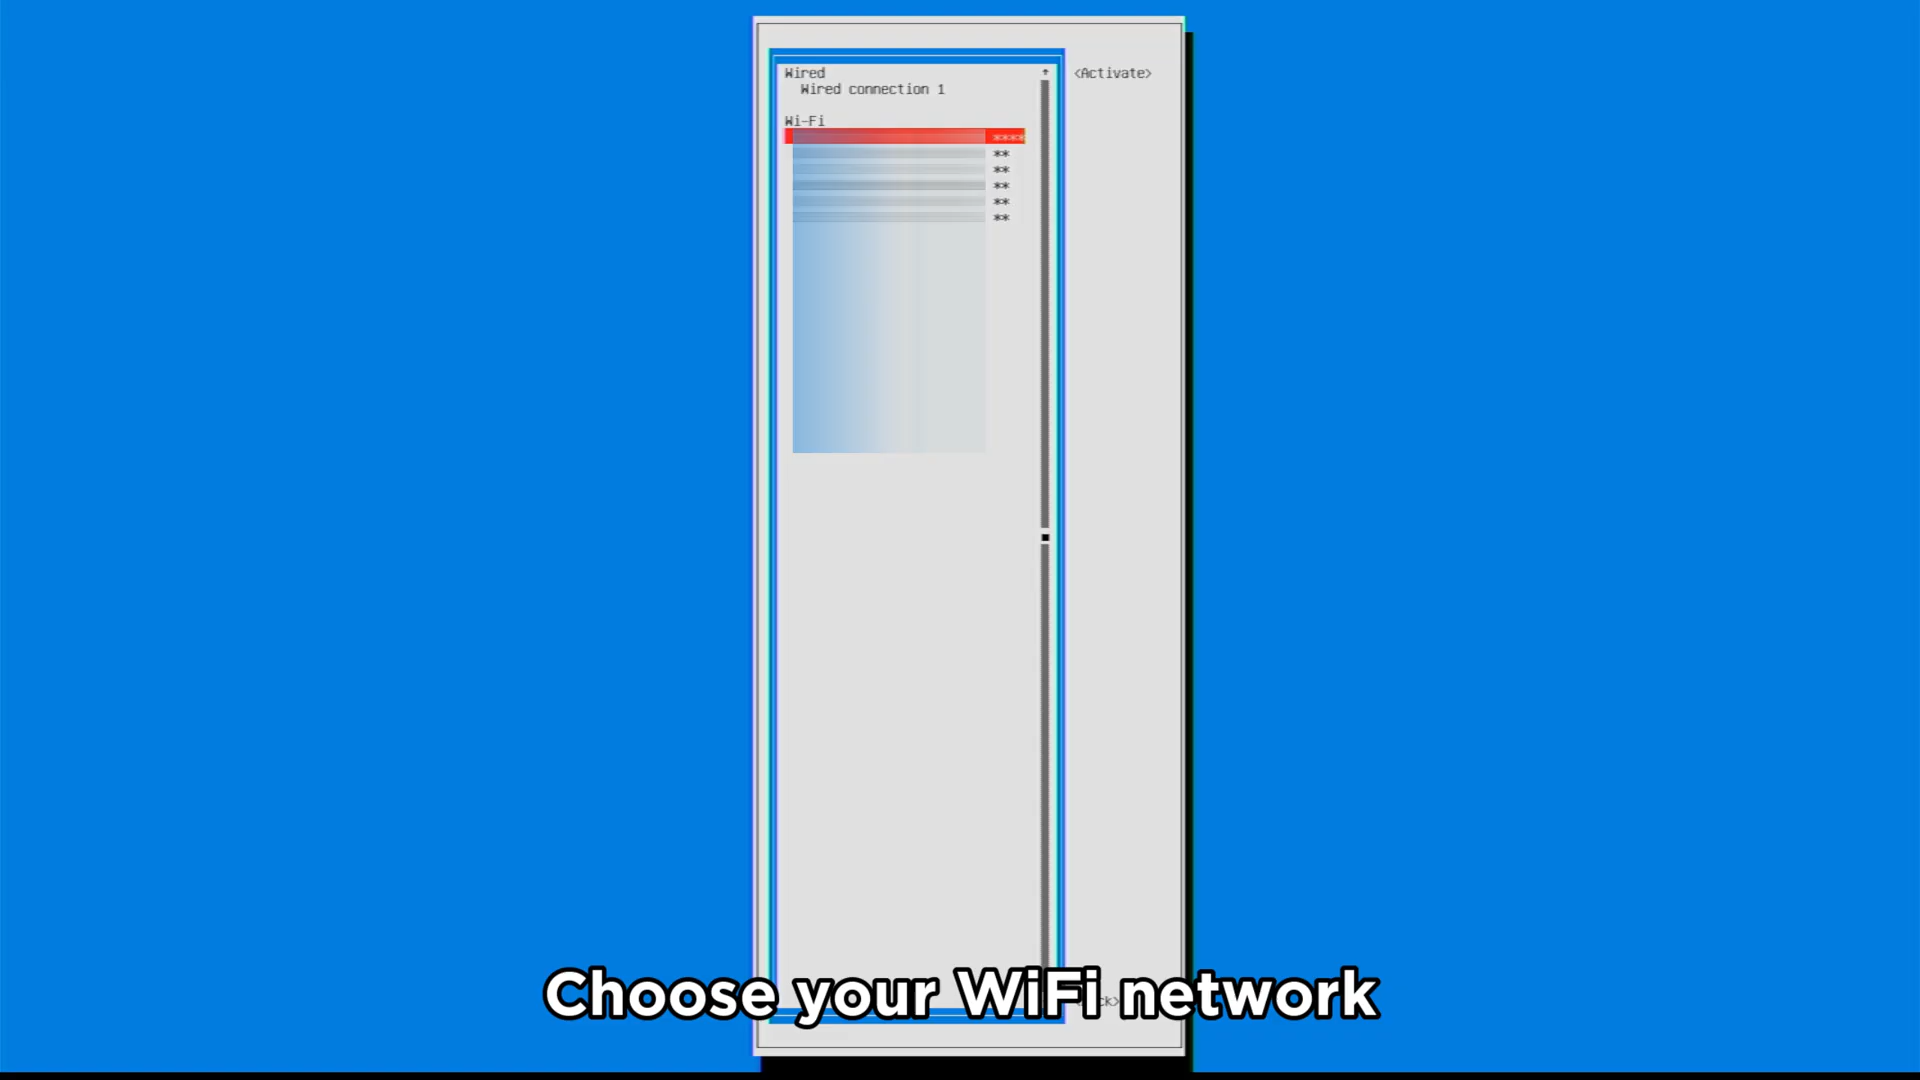 Wired
Wired connection 1
Wi-Fi
****
**
**
**
**
**
<Activate>
Choose your WiFi network